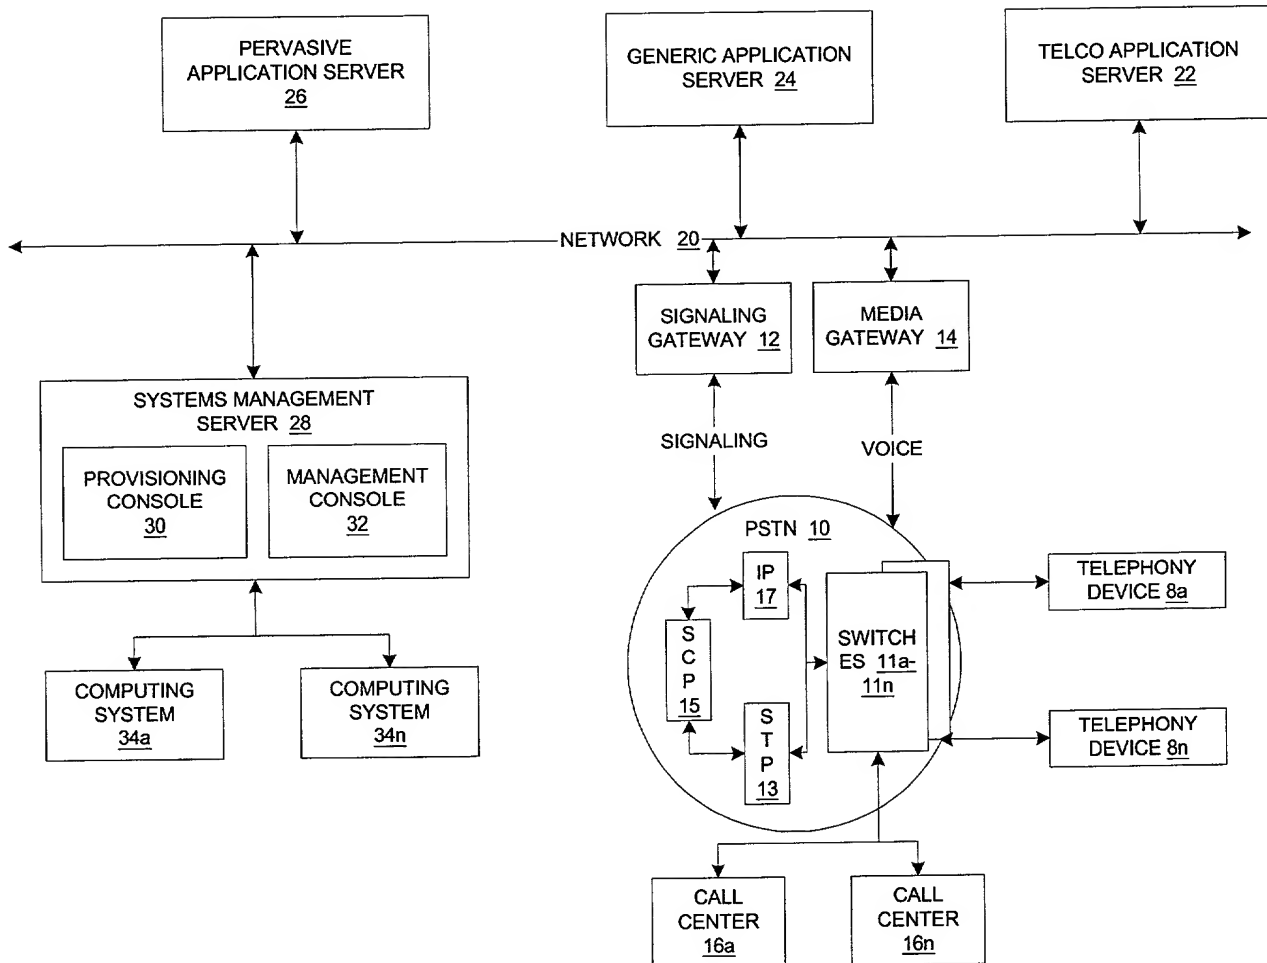 PERVASIVE
APPLICATION SERVER
26
GENERIC APPLICATION
SERVER 24
TELCO APPLICATION
SERVER 22
NETWORK 20
SIGNALING
GATEWAY 12
MEDIA
GATEWAY 14
SYSTEMS MANAGEMENT
SERVER 28
PROVISIONING
CONSOLE
30
MANAGEMENT
CONSOLE
32
SIGNALING
VOICE
PSTN 10
IP
17
S
C
P
15
S
T
P
13
SWITCH
ES 11a-
11n
TELEPHONY
DEVICE 8a
TELEPHONY
DEVICE 8n
COMPUTING
SYSTEM
34a
COMPUTING
SYSTEM
34n
CALL
CENTER
16a
CALL
CENTER
16n